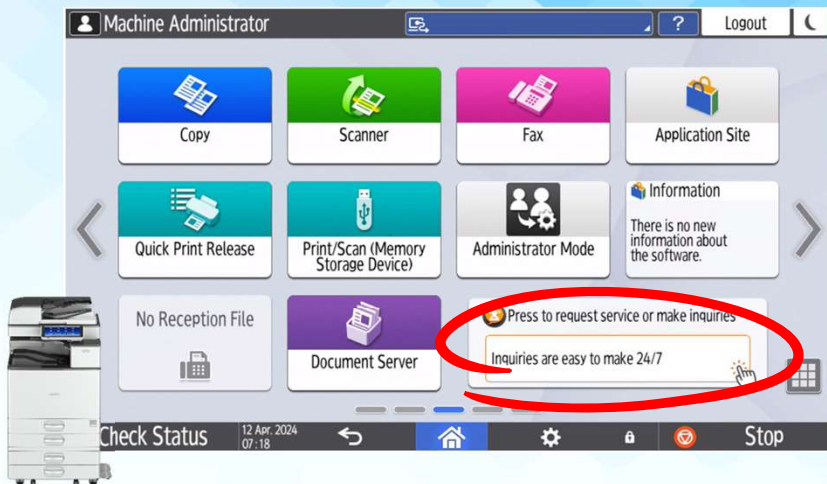 Machine Administrator
?
Logout
Copy
Scanner
Fax
Application Site
Quick Print Release
Print/Scan (Memory
Storage Device)
Administrator Mode
Information
There is no new
information about
the software.
No Reception File
Document Server
Press to request service or make inquiries
Inquiries are easy to make 24/7
Check Status
12 Apr. 2024
07:18
Stop